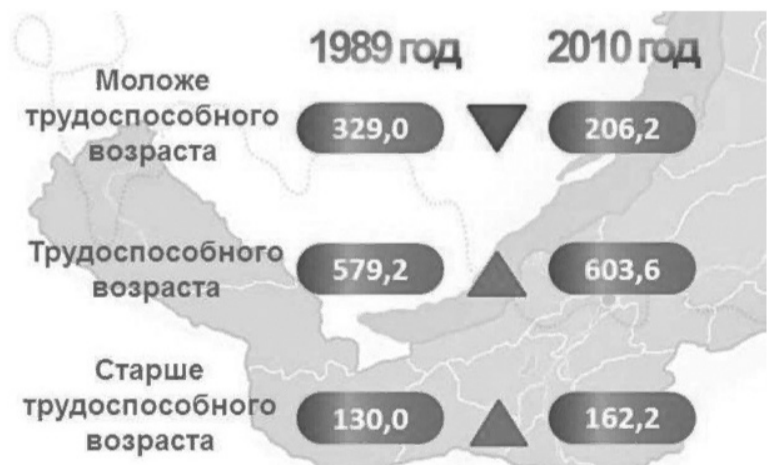 1989 год 2010 год
Моложе
трудоспособного
возраста
329,0 206,2
Трудоспособного
возраста
579,2 603,6
Старше
трудоспособного
возраста
130,0 162,2